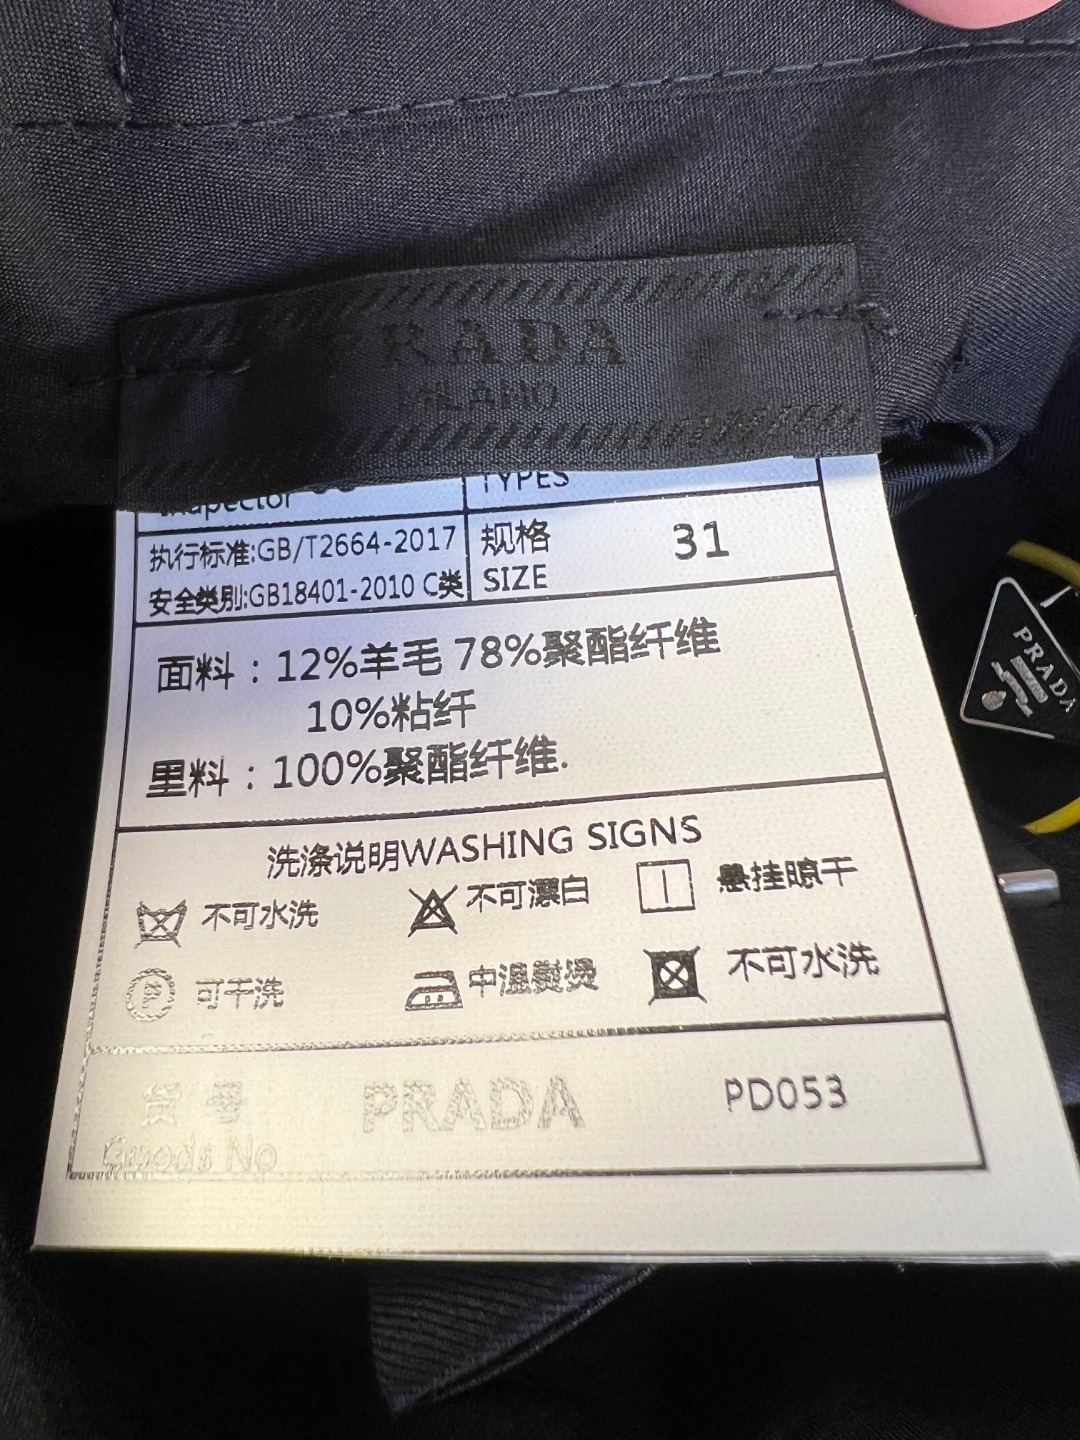 PRADA
MILANO
Inspector 06
TYPES
执行标准:GB/T2664-2017
安全类别:GB18401-2010 C类
规格
SIZE
31
面料：12%羊毛 78%聚酯纤维
10%粘纤
里料：100%聚酯纤维.
洗涤说明WASHING SIGNS
不可水洗
不可漂白
悬挂晾干
P
可干洗
中温熨烫
不可水洗
货号
Goods No
PRADA
PD053
PRADA